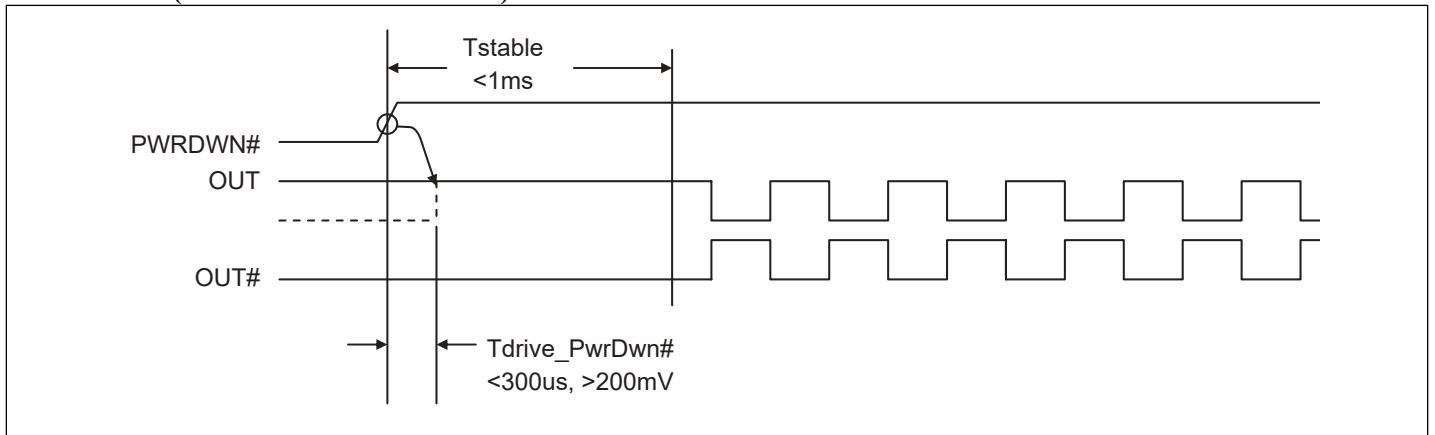 Tstable
<1ms
PWRDWN#
OUT
OUT#
Tdrive_PwrDwn#
<300us, >200mV